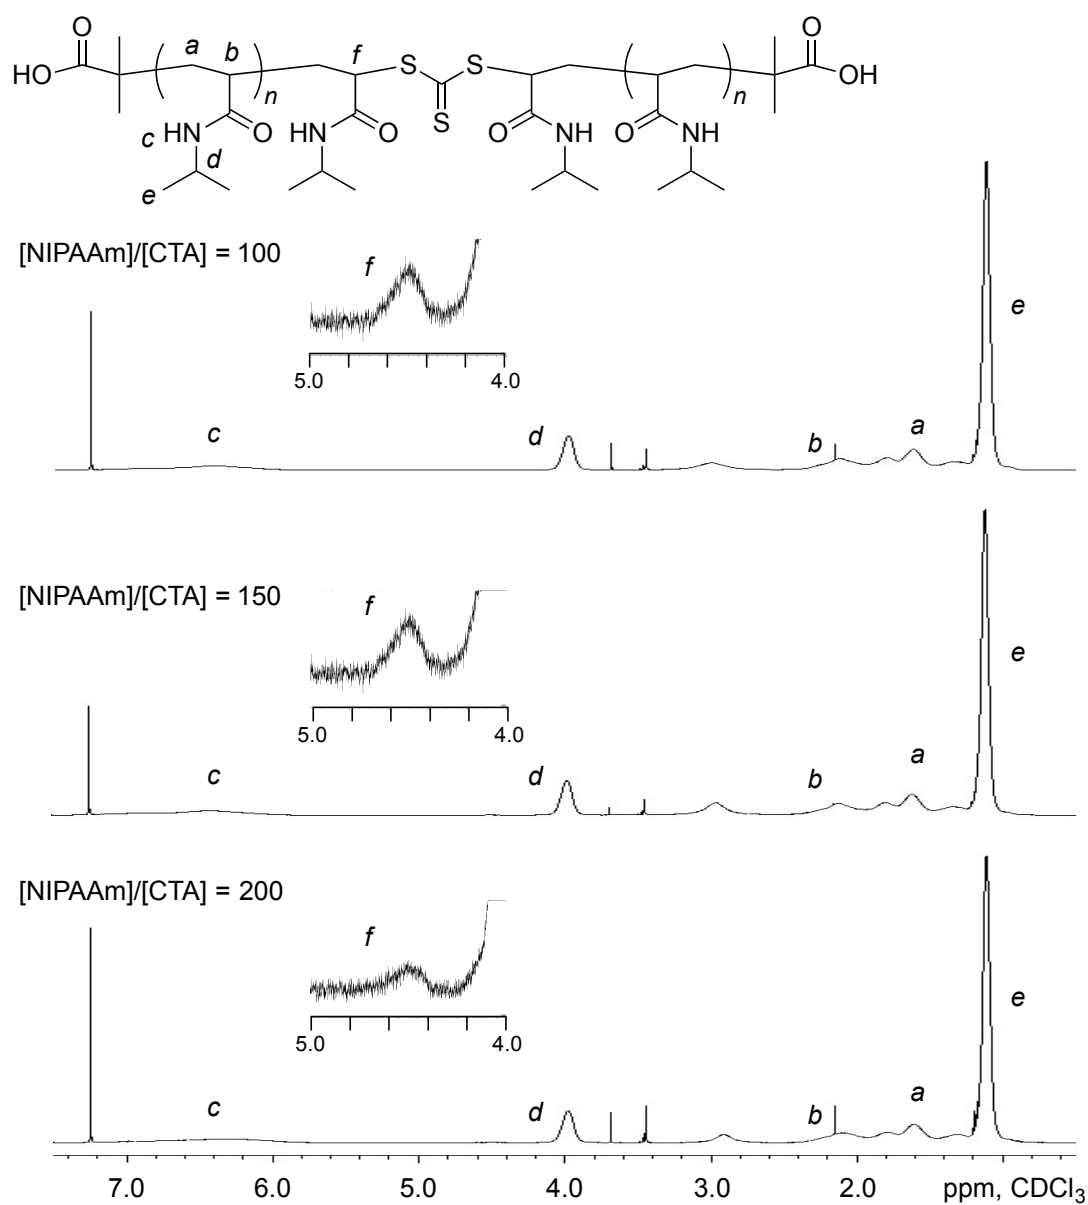 O
O
a
b
f
S
S
HO
OH
n
S
n
c HN
O
HN
O
O
NH
O
NH
d
e
[NIPAAm]/[CTA] = 100
f
e
5.0 4.0
c
d
b
a
[NIPAAm]/[CTA] = 150
f
e
5.0 4.0
c
d
b
a
[NIPAAm]/[CTA] = 200
f
e
5.0 4.0
c
d
b
a
7.0 6.0 5.0 4.0 3.0 2.0 ppm, CDCl3